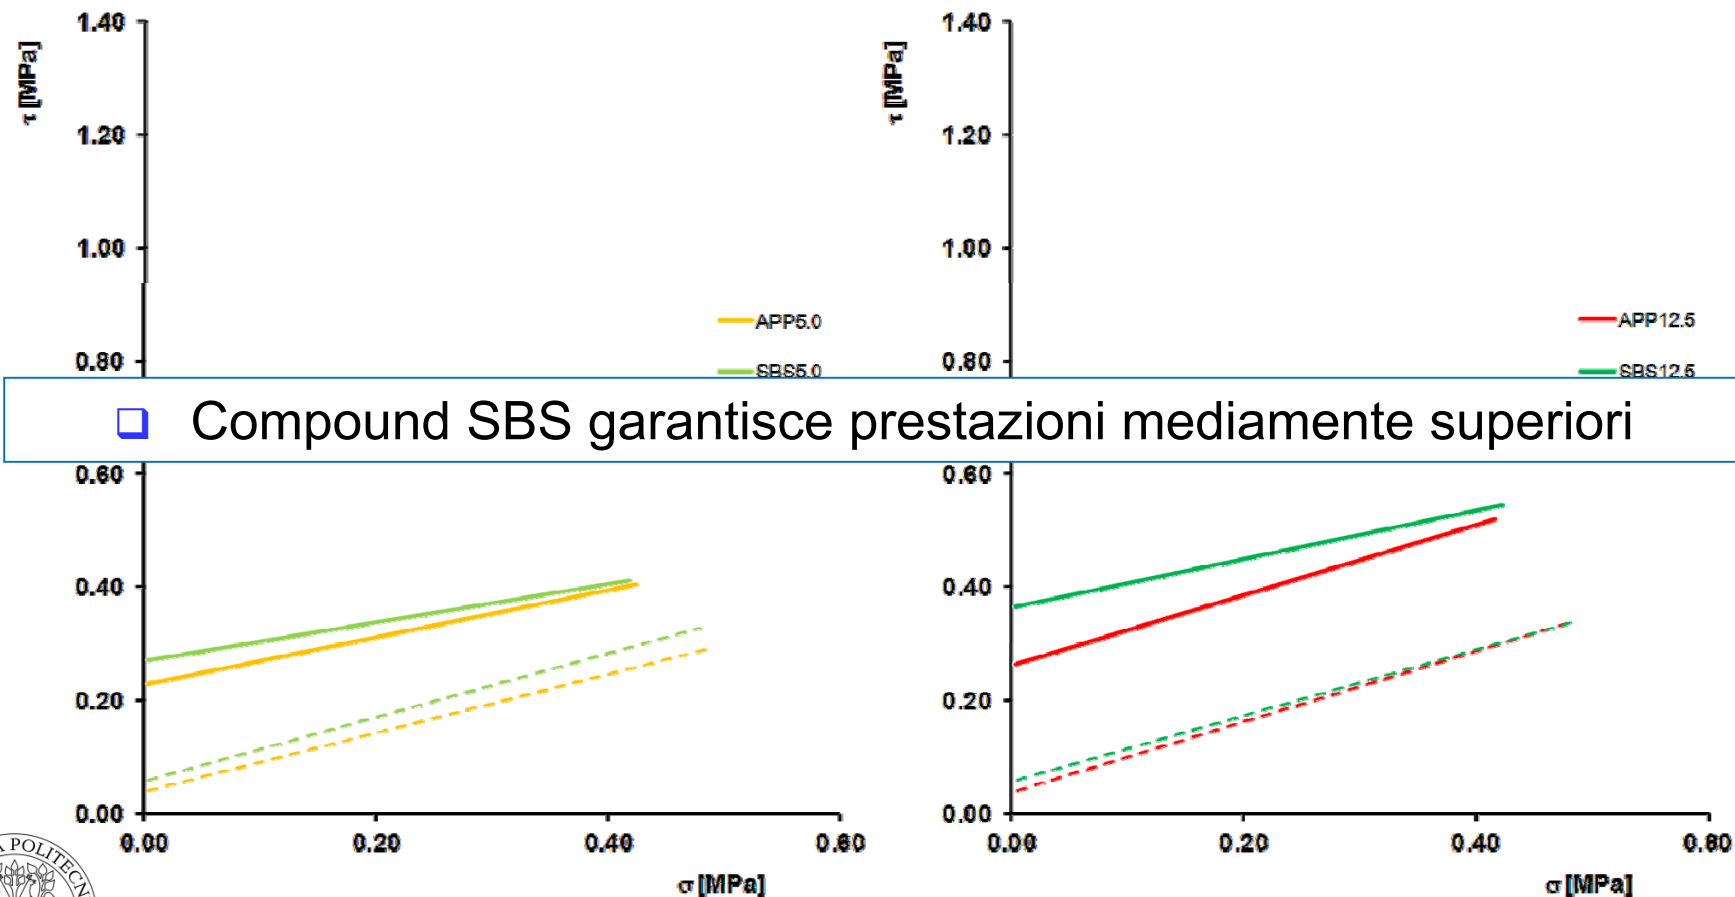 1.40
τ [MPa]
1.20
1.00
APP5.0
0.80
SBS5.0
1.40
τ [MPa]
1.20
1.00
APP12.5
0.80
SBS12.5
❑ Compound SBS garantisce prestazioni mediamente superiori
0.60
0.40
0.20
0.00
0.00 0.20 0.40 0.60
σ [MPa]
0.60
0.40
0.20
0.00
0.00 0.20 0.40 0.60
σ [MPa]